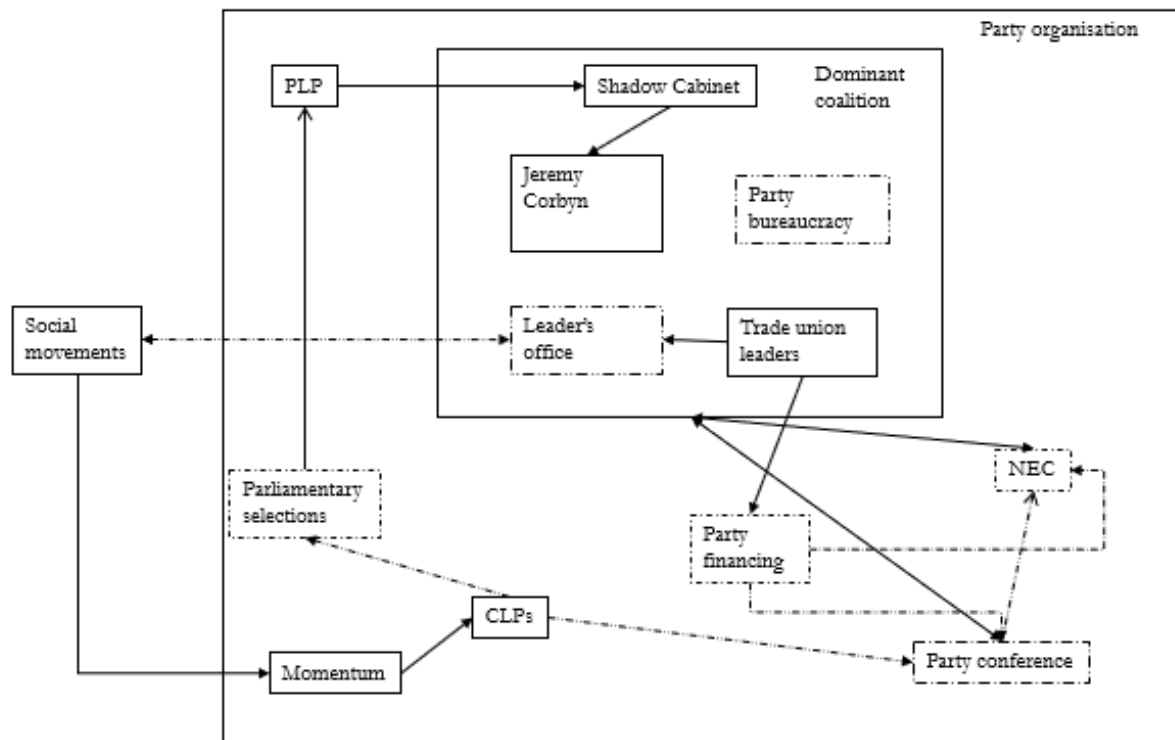 Party organisation
PLP
Shadow Cabinet
Dominant
coalition
Jeremy
Corbyn
Party
bureaucracy
Social
movements
Leader's
office
Trade union
leaders
NEC
Parliamentary
selections
Party
financing
CLPs
Party conference
Momentum